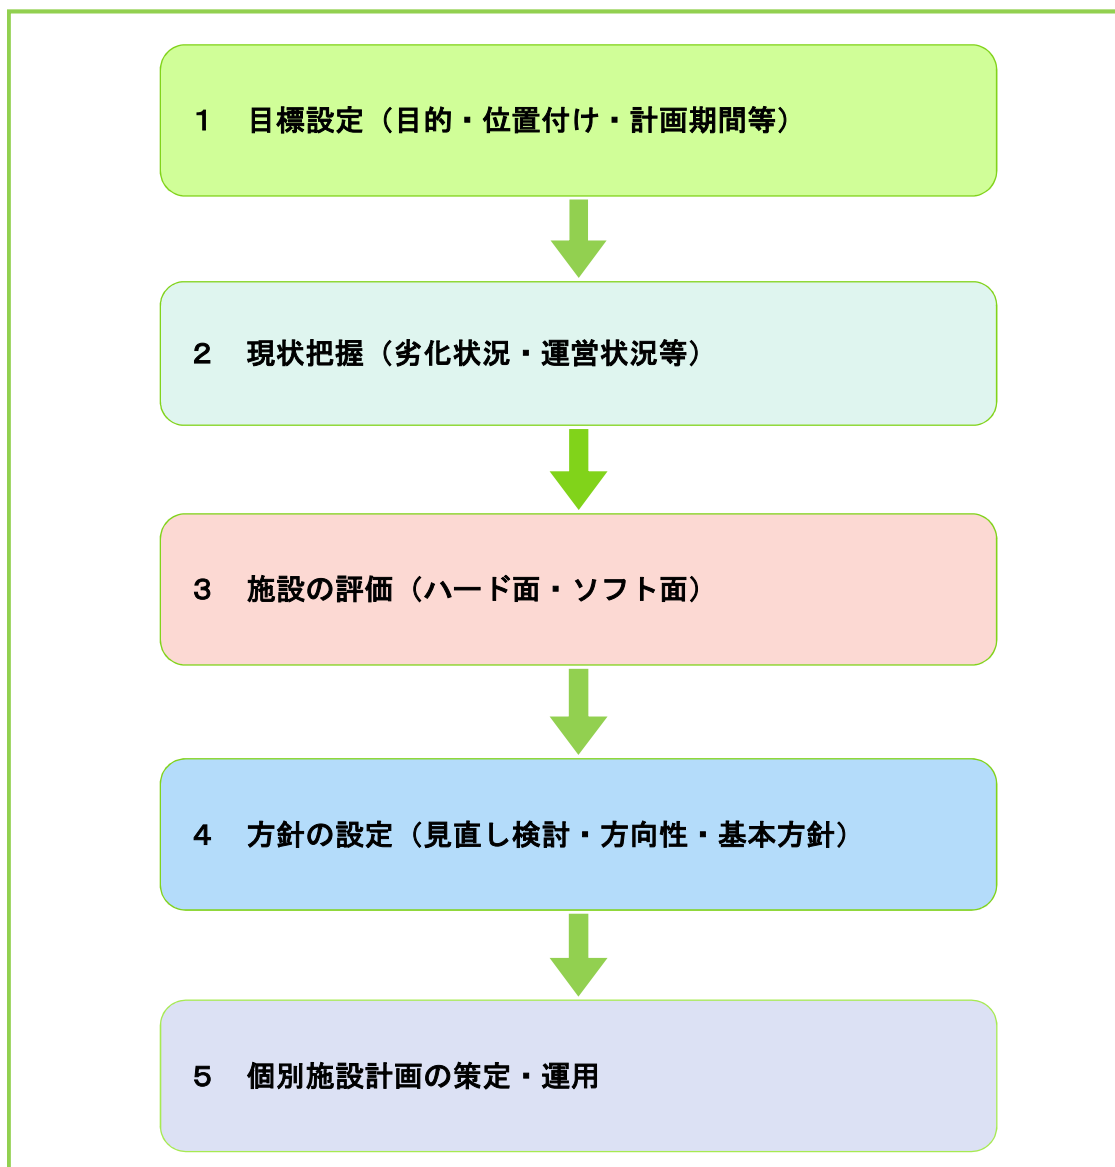 １　目標設定（目的・位置付け・計画期間等）
２　現状把握（劣化状況・運営状況等）
３　施設の評価（ハード面・ソフト面）
４　方針の設定（見直し検討・方向性・基本方針）
５　個別施設計画の策定・運用